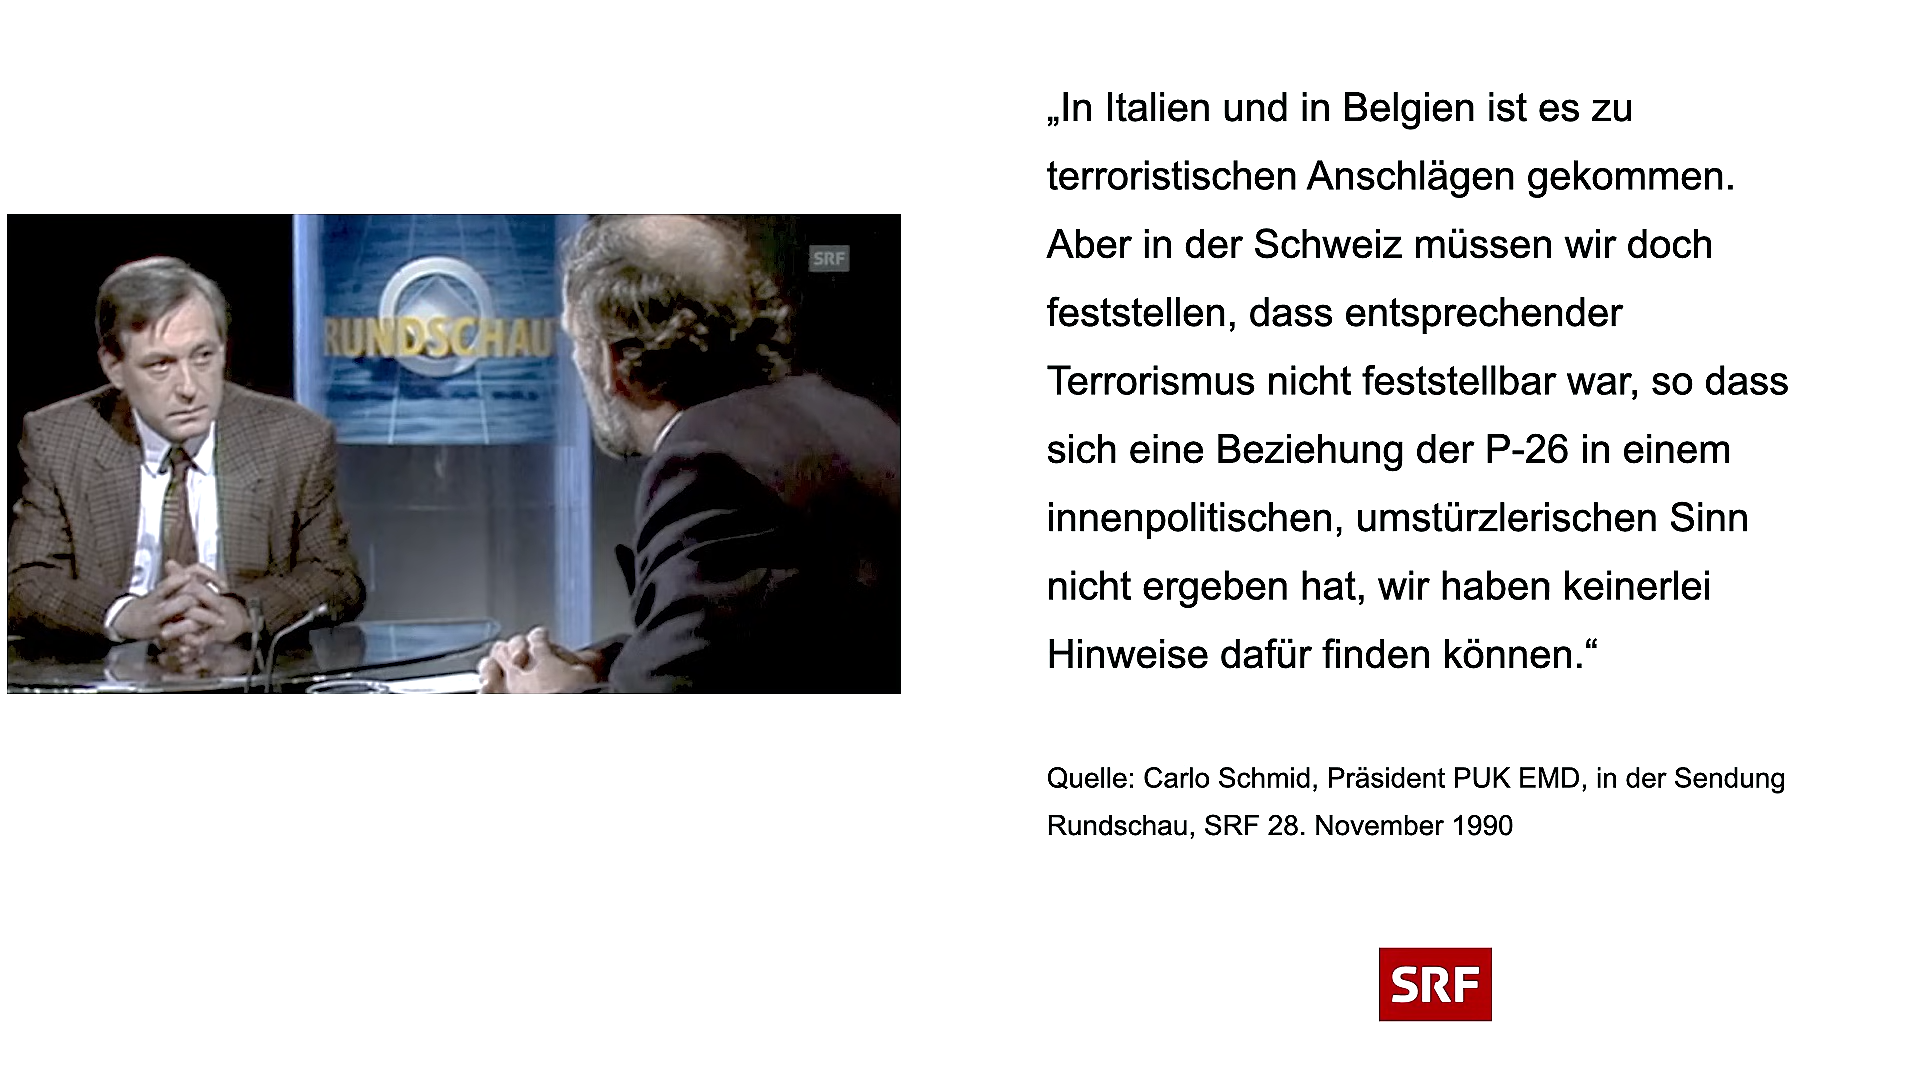 SRF
RUNDSCHAU
„In Italien und in Belgien ist es zu
terroristischen Anschlägen gekommen.
Aber in der Schweiz müssen wir doch
feststellen, dass entsprechender
Terrorismus nicht feststellbar war, so dass
sich eine Beziehung der P-26 in einem
innenpolitischen, umstürzlerischen Sinn
nicht ergeben hat, wir haben keinerlei
Hinweise dafür finden können.“
Quelle: Carlo Schmid, Präsident PUK EMD, in der Sendung
Rundschau, SRF 28. November 1990
SRF